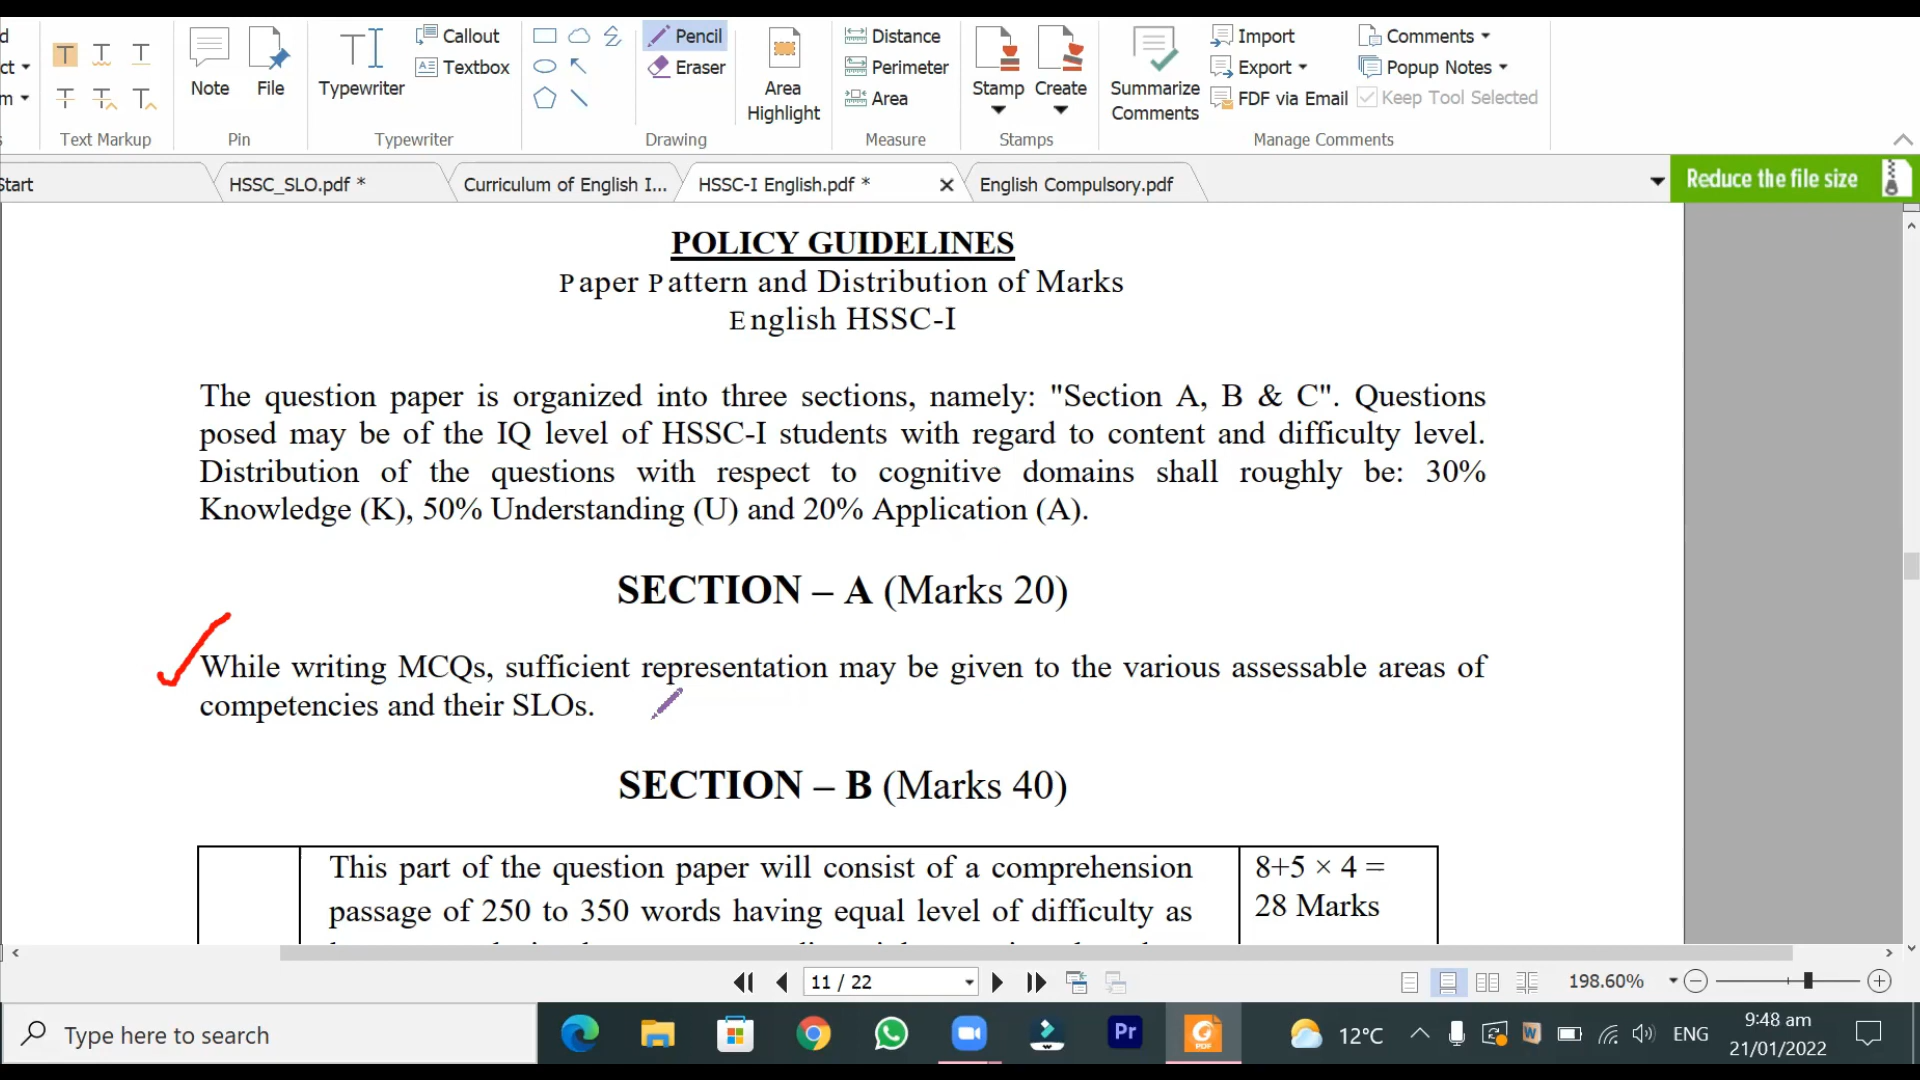 d
ct
m
Text Markup
Note
File
Pin
Typewriter
Callout
Textbox
Typewriter
Pencil
Eraser
Drawing
Area
Highlight
Distance
Perimeter
Area
Measure
Stamp
Create
Stamps
Summarize
Comments
Import
Export
FDF via Email
Comments
Popup Notes
Keep Tool Selected
Manage Comments
Start
HSSC_SLO.pdf *
Curriculum of English I...
HSSC-I English.pdf *
English Compulsory.pdf
Reduce the file size
POLICY GUIDELINES
Paper Pattern and Distribution of Marks
English HSSC-I
The question paper is organized into three sections, namely: "Section A, B & C". Questions
posed may be of the IQ level of HSSC-I students with regard to content and difficulty level.
Distribution of the questions with respect to cognitive domains shall roughly be: 30%
Knowledge (K), 50% Understanding (U) and 20% Application (A).
SECTION – A (Marks 20)
While writing MCQs, sufficient representation may be given to the various assessable areas of
competencies and their SLOs.
SECTION – B (Marks 40)
This part of the question paper will consist of a comprehension
passage of 250 to 350 words having equal level of difficulty as
8+5 × 4 =
28 Marks
11 / 22
198.60%
Type here to search
Pr
PDF
W
12°C
ENG
9:48 am
21/01/2022